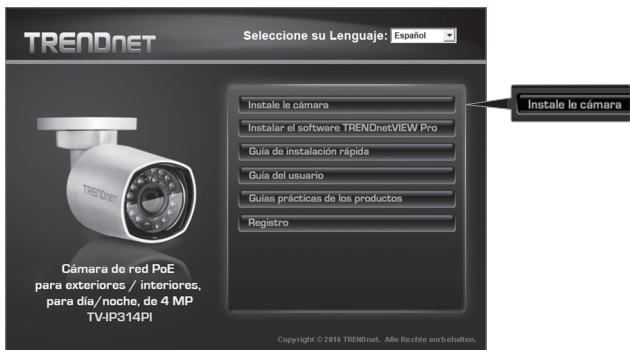 TRENDNET
Seleccione su Lenguaje: Español
Instale le cámara
Instale le cámara
Instalar el software TRENDnetVIEW Pro
Guía de instalación rápida
Guía del usuario
Guías prácticas de los productos
Registro
TRENDNET
Cámara de red PoE
para exteriores / interiores,
para día/noche, de 4 MP
TV-IP314PI
Copyright © 2016 TRENDnet. Alle Rechte vorbehalten.